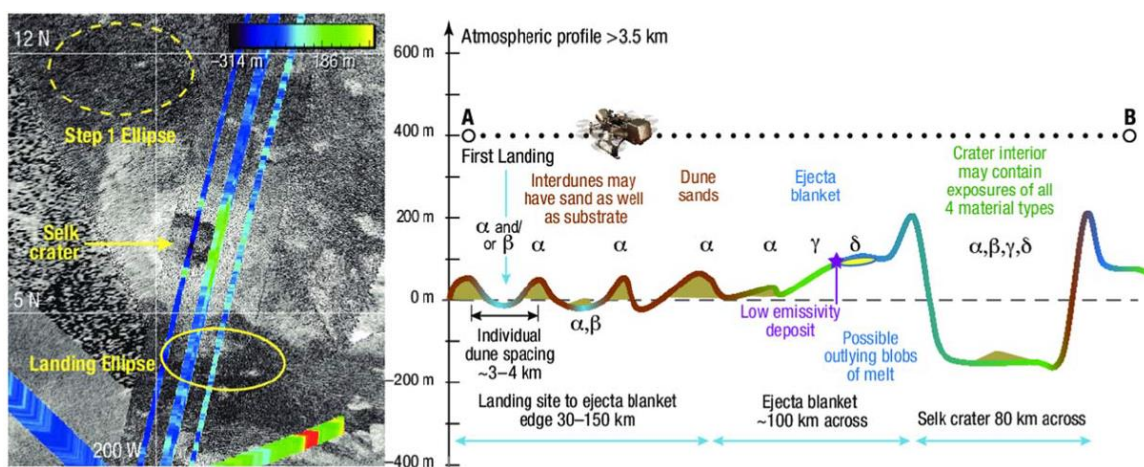 12 N
−314 m
186 m
Step 1 Ellipse
Selk
crater
5 N
Landing Ellipse
200 W
600 m
400 m
200 m
0 m
−200 m
−400 m
Atmospheric profile >3.5 km
A
B
First Landing
α and/
or β
Interdunes may
have sand as well
as substrate
Dune
sands
Ejecta
blanket
Crater interior
may contain
exposures of all
4 material types
α
α
α
α
γ
δ
α,β,γ,δ
α,β
Individual
dune spacing
~3–4 km
Low emissivity
deposit
Possible
outlying blobs
of melt
Landing site to ejecta blanket
edge 30–150 km
Ejecta blanket
~100 km across
Selk crater 80 km across